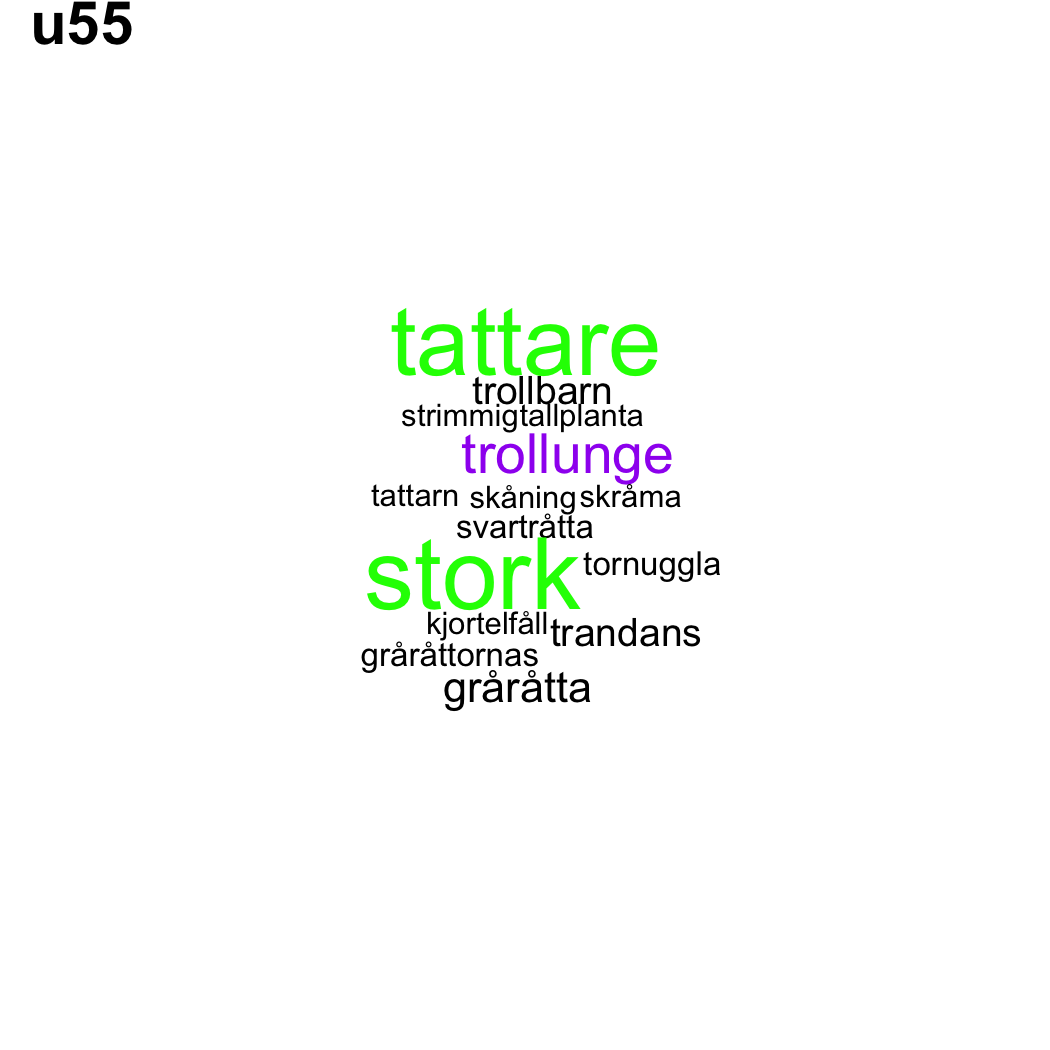 u55
tattare
trollbarn
strimmigtallplanta
trollunge
tattarn skåning skråma
svartråtta
stork tornuggla
kjortelfåll trandans
gråråttornas
gråråtta